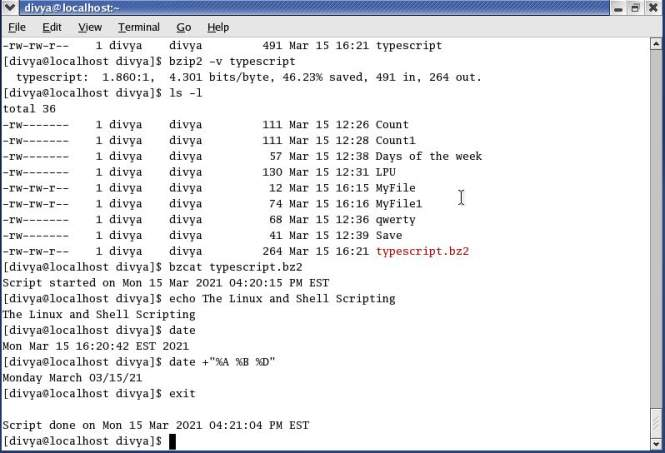 divya@localhost:~
File Edit View Terminal Go Help
-rw-rw-r-- 1 divya divya 491 Mar 15 16:21 typescript
[divya@localhost divya]$ bzip2 -v typescript
typescript: 1.860:1, 4.301 bits/byte, 46.23% saved, 491 in, 264 out.
[divya@localhost divya]$ ls -l
total 36
-rw------- 1 divya divya 111 Mar 15 12:26 Count
-rw------- 1 divya divya 111 Mar 15 12:28 Count1
-rw------- 1 divya divya 57 Mar 15 12:38 Days of the week
-rw------- 1 divya divya 130 Mar 15 12:31 LPU
-rw-rw-r-- 1 divya divya 12 Mar 15 16:15 MyFile
-rw-rw-r-- 1 divya divya 74 Mar 15 16:16 MyFile1
-rw------- 1 divya divya 68 Mar 15 12:36 qwerty
-rw------- 1 divya divya 41 Mar 15 12:39 Save
-rw-rw-r-- 1 divya divya 264 Mar 15 16:21 typescript.bz2
[divya@localhost divya]$ bzcat typescript.bz2
Script started on Mon 15 Mar 2021 04:20:15 PM EST
[divya@localhost divya]$ echo The Linux and Shell Scripting
The Linux and Shell Scripting
[divya@localhost divya]$ date
Mon Mar 15 16:20:42 EST 2021
[divya@localhost divya]$ date +"%A %B %D"
Monday March 03/15/21
[divya@localhost divya]$ exit
Script done on Mon 15 Mar 2021 04:21:04 PM EST
[divya@localhost divya]$